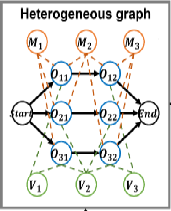 Heterogeneous graph
M1 M2 M3
O11 O12
Start O21 O22 End
O31 O32
V1 V2 V3